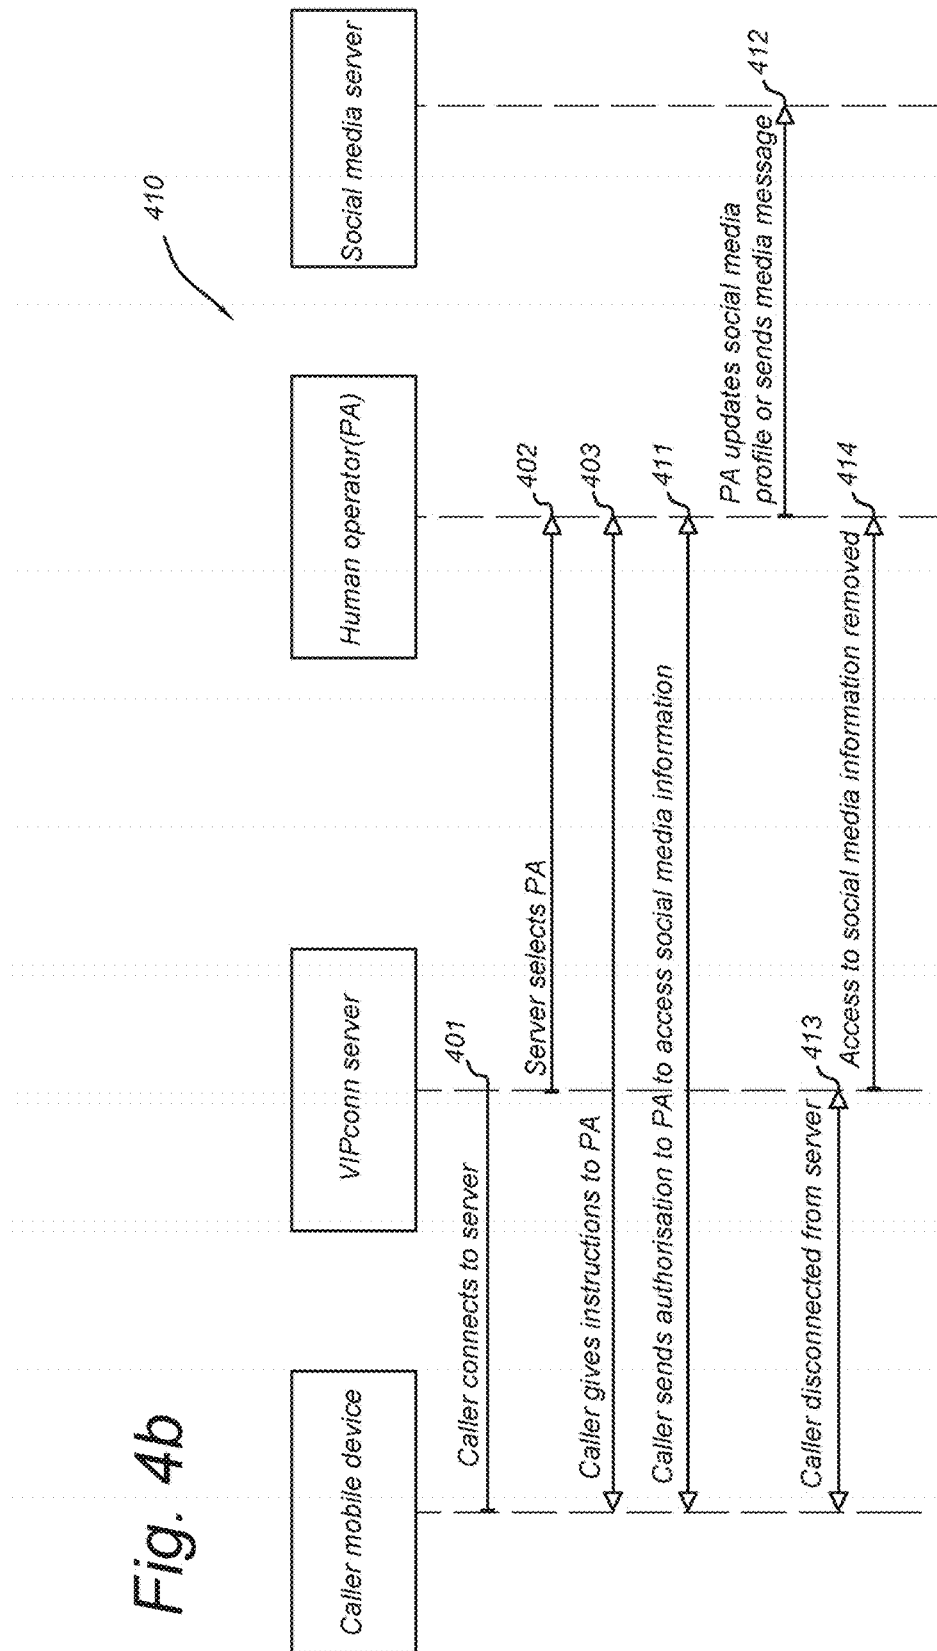 Fig. 4b
410
Caller mobile device
VIPconn server
Human operator(PA)
Social media server
Caller connects to server
401
Server selects PA
402
Caller gives instructions to PA
403
Caller sends authorisation to PA to access social media information
411
PA updates social media
profile or sends media message
412
Caller disconnected from server
413
Access to social media information removed
414